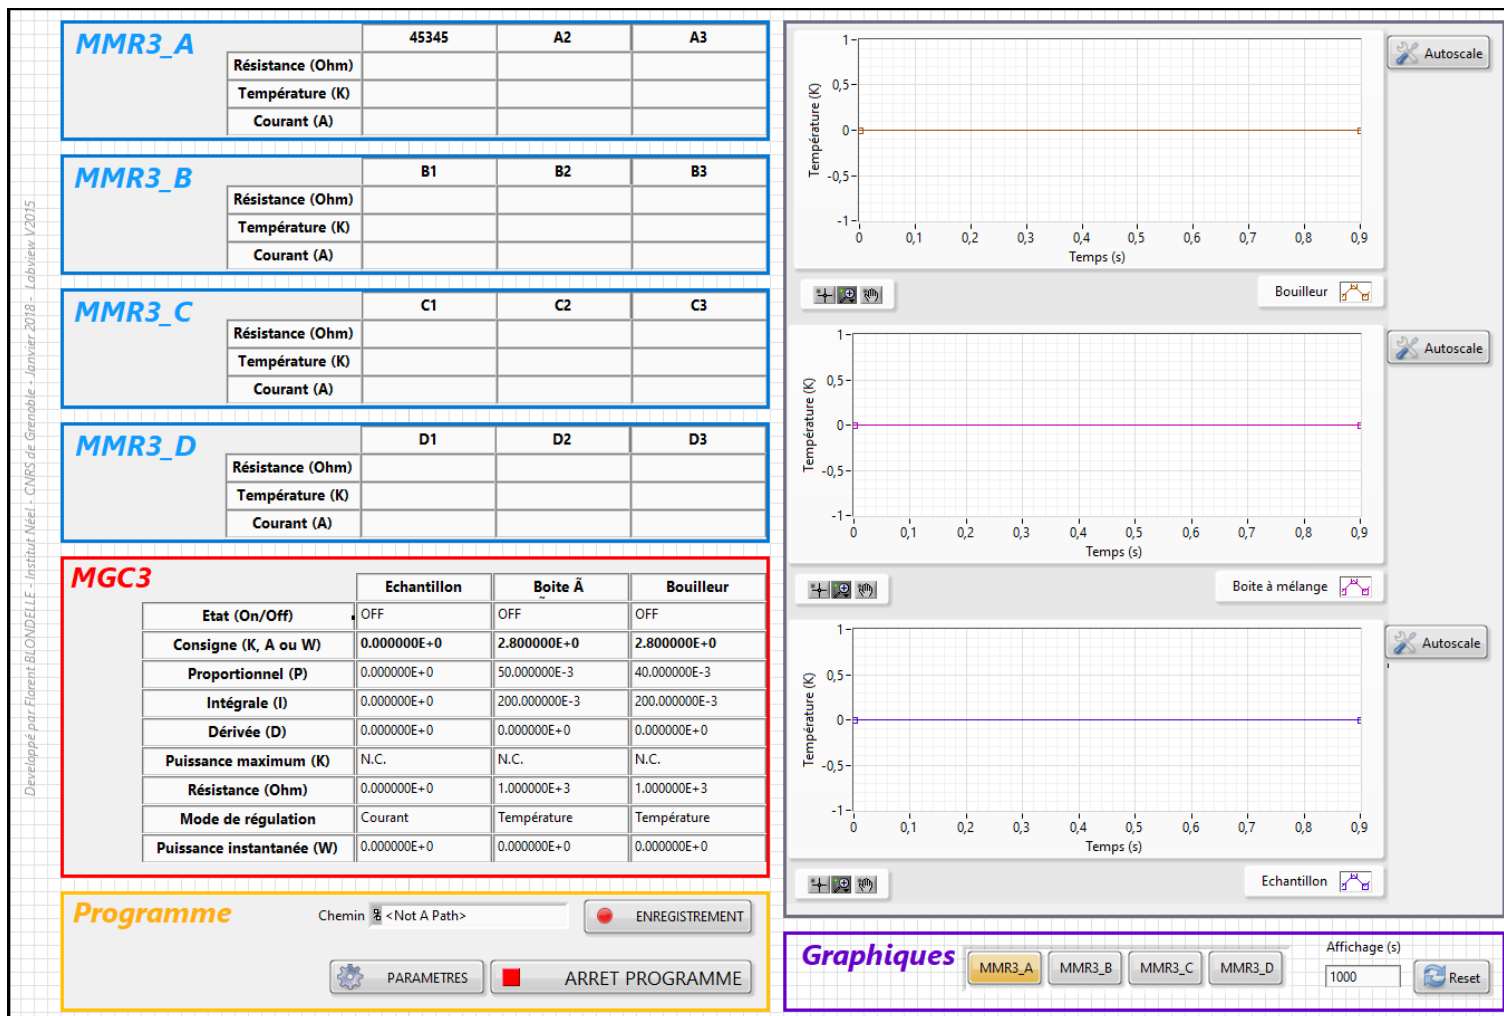 MMR3_A
45345 A2 A3
Résistance (Ohm)
Température (K)
Courant (A)
MMR3_B
B1 B2 B3
Résistance (Ohm)
Température (K)
Courant (A)
MMR3_C
C1 C2 C3
Résistance (Ohm)
Température (K)
Courant (A)
MMR3_D
D1 D2 D3
Résistance (Ohm)
Température (K)
Courant (A)
MGC3
Echantillon Boite Ã Bouilleur
Etat (On/Off) OFF OFF OFF
Consigne (K, A ou W) 0.000000E+0 2.800000E+0 2.800000E+0
Proportionnel (P) 0.000000E+0 50.000000E-3 40.000000E-3
Intégrale (I) 0.000000E+0 200.000000E-3 200.000000E-3
Dérivée (D) 0.000000E+0 0.000000E+0 0.000000E+0
Puissance maximum (K) N.C. N.C. N.C.
Résistance (Ohm) 0.000000E+0 1.000000E+3 1.000000E+3
Mode de régulation Courant Température Température
Puissance instantanée (W) 0.000000E+0 0.000000E+0 0.000000E+0
Programme
Chemin <Not A Path>
ENREGISTREMENT
PARAMETRES
ARRET PROGRAMME
Developpé par Florent BLONDELLE - Institut Néel - CNRS de Grenoble - Janvier 2018 - Labview V2015
Température (K)
1
0,5
0
-0,5
-1
0 0,1 0,2 0,3 0,4 0,5 0,6 0,7 0,8 0,9
Temps (s)
Autoscale
Bouilleur
Température (K)
1
0,5
0
-0,5
-1
0 0,1 0,2 0,3 0,4 0,5 0,6 0,7 0,8 0,9
Temps (s)
Autoscale
Boite à mélange
Température (K)
1
0,5
0
-0,5
-1
0 0,1 0,2 0,3 0,4 0,5 0,6 0,7 0,8 0,9
Temps (s)
Autoscale
Echantillon
Graphiques
MMR3_A MMR3_B MMR3_C MMR3_D
Affichage (s)
1000
Reset